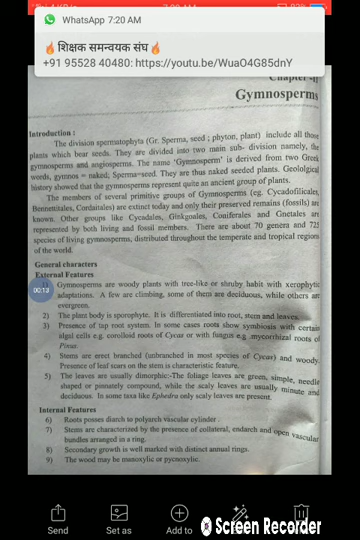 WhatsApp 7:20 AM
🔥शिक्षक समन्वयक संघ🔥
+91 95528 40480: https://youtu.be/WuaO4G85dnY
Chapter-II
Gymnosperms
Introduction :
The division spermatophyta (Gr. Sperma, seed ; phyton, plant) include all those
plants which bear seeds. They are divided into two main sub- division namely, the
gymnosperms and angiosperms. The name 'Gymnosperm' is derived from two Greek
words, gymnos = naked; Sperma=seed. They are thus naked seeded plants. Geololgical
history showed that the gymnosperms represent quite an ancient group of plants.
The members of several primitive groups of Gymnosperms (eg. Cycadofilicales,
Bennettitales, Cordaitales) are extinct today and only their preserved remains (fossils) are
known. Other groups like Cycadales, Ginkgoales, Coniferales and Gnetales are
represented by both living and fossil members. There are about 70 genera and 725
species of living gymnosperms, distributed throughout the temperate and tropical regions
of the world.
General characters
External Features
Gymnosperms are woody plants with tree-like or shruby habit with xerophytic
00:13 adaptations. A few are climbing, some of them are deciduous, while others are
evergreen.
2) The plant body is sporophyte. It is differentiated into root, stem and leaves.
3) Presence of tap root system. In some cases roots show symbiosis with certain
algal cells e.g. corolloid roots of Cycas or with fungus e.g. mycorrhizal roots of
Pinus.
4) Stems are erect branched (unbranched in most species of Cycas) and woody.
Presence of leaf scars on the stem is characteristic feature.
5) The leaves are usually dimorphic:-The foliage leaves are green, simple, needle
shaped or pinnately compound, while the scaly leaves are usually minute and
deciduous. In some taxa like Ephedra only scaly leaves are present.
Internal Features
6) Roots posses diarch to polyarch vascular cylinder
7) Stems are characterized by the presence of collateral, endarch and open vascular
bundles arranged in a ring.
8) Secondary growth is well marked with distinct annual rings.
9) The wood may be monoxylic or pycnoxylic.
Send Set as Add to
Screen Recorder